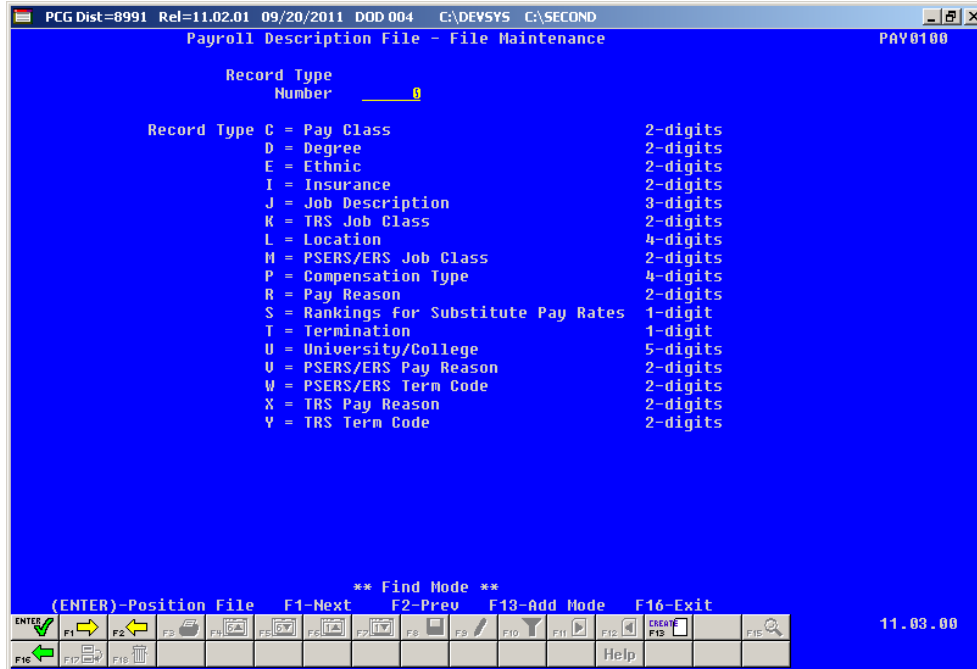 PCG Dist=8991 Rel=11.02.01 09/20/2011 DOD 004 C:\DEVSYS C:\SECOND
Payroll Description File - File Maintenance PAY0100
Record Type
Number 0
Record Type C = Pay Class 2-digits
D = Degree 2-digits
E = Ethnic 2-digits
I = Insurance 2-digits
J = Job Description 3-digits
K = TRS Job Class 2-digits
L = Location 4-digits
M = PSERS/ERS Job Class 2-digits
P = Compensation Type 4-digits
R = Pay Reason 2-digits
S = Rankings for Substitute Pay Rates 1-digit
T = Termination 1-digit
U = University/College 5-digits
V = PSERS/ERS Pay Reason 2-digits
W = PSERS/ERS Term Code 2-digits
X = TRS Pay Reason 2-digits
Y = TRS Term Code 2-digits
** Find Mode **
(ENTER)-Position File F1-Next F2-Prev F13-Add Mode F16-Exit
ENTER F1 F2 F3 F4 F5 F6 F7 F8 F9 F10 F11 F12 CREATE F13 F15 11.03.00
F16 F17 F18 Help